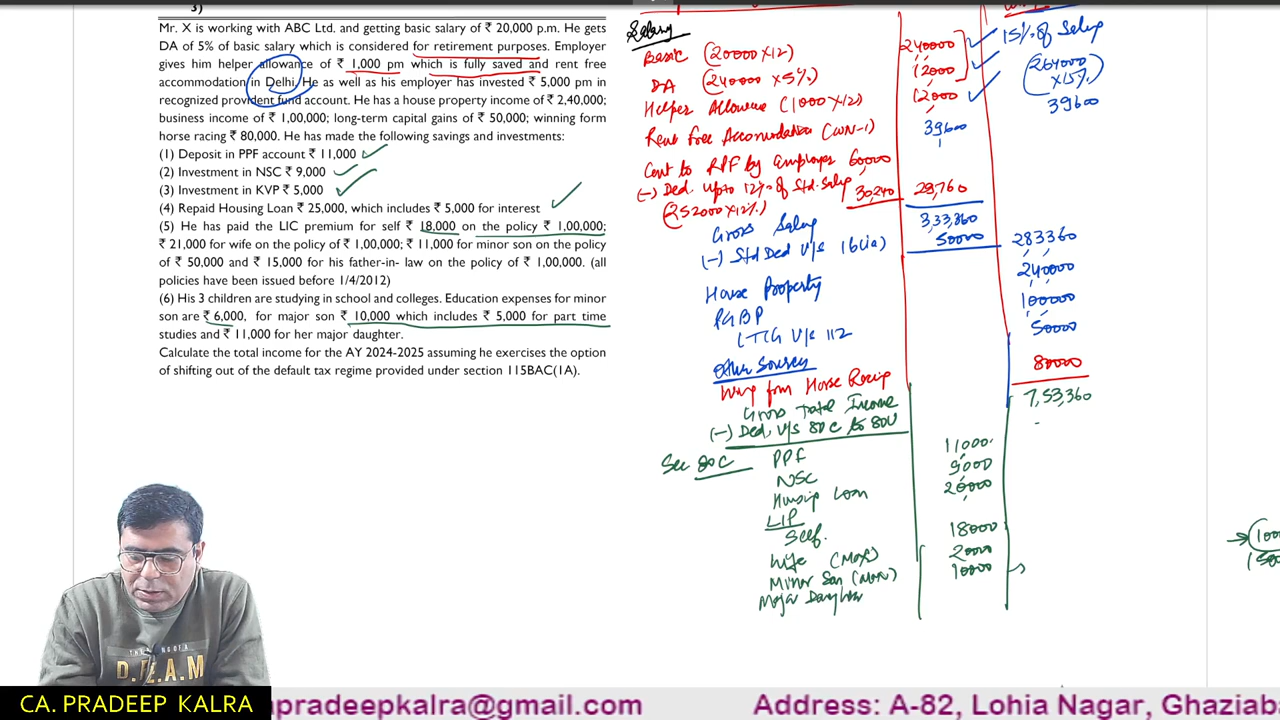 3)
Mr. X is working with ABC Ltd. and getting basic salary of ₹ 20,000 p.m. He gets
DA of 5% of basic salary which is considered for retirement purposes. Employer
gives him helper allowance of ₹ 1,000 pm which is fully saved and rent free
accommodation in Delhi. He as well as his employer has invested ₹ 5,000 pm in
recognized provident fund account. He has a house property income of ₹ 2,40,000;
business income of ₹ 1,00,000; long-term capital gains of ₹ 50,000; winning form
horse racing ₹ 80,000. He has made the following savings and investments:
(1) Deposit in PPF account ₹ 11,000
(2) Investment in NSC ₹ 9,000
(3) Investment in KVP ₹ 5,000
(4) Repaid Housing Loan ₹ 25,000, which includes ₹ 5,000 for interest
(5) He has paid the LIC premium for self ₹ 18,000 on the policy ₹ 1,00,000;
₹ 21,000 for wife on the policy of ₹ 1,00,000; ₹ 11,000 for minor son on the policy
of ₹ 50,000 and ₹ 15,000 for his father-in- law on the policy of ₹ 1,00,000. (all
policies have been issued before 1/4/2012)
(6) His 3 children are studying in school and colleges. Education expenses for minor
son are ₹ 6,000, for major son ₹ 10,000 which includes ₹ 5,000 for part time
studies and ₹ 11,000 for her major daughter.
Calculate the total income for the AY 2024-2025 assuming he exercises the option
of shifting out of the default tax regime provided under section 115BAC(1A).
Salary
Basic (20000×12) 240000 15% of Salary
DA (240000×5%) 12000 (264000
Helper Allowance (1000×12) 12000 ×15%)
39600
Rent Free Accomodation (WN-1) 39600
Cont to RPF by employer 60000
(-) Ded. upto 12% of Std. Salary 30,240 29,760
(252000×12%)
Gross Salary 3,33,360
(-) Std Ded U/s 16(ia) 50000 283360
House Property 240000
PGBP 100000
LTCG U/s 112 50000
Other Sources
Winng from Horse Racing 80000
Gross Total Income 7,53,360
(-) Ded. U/s 80C to 80U
Sec 80C PPF 11000
NSC 9000
Housing Loan 20000
LIP
Self. 18000
Wife (Max) 20000
Minor Son (Max) 10000
Major Daughter
CA. PRADEEP KALRA
apradeepkalra@gmail.com Address: A-82, Lohia Nagar, Ghaziab